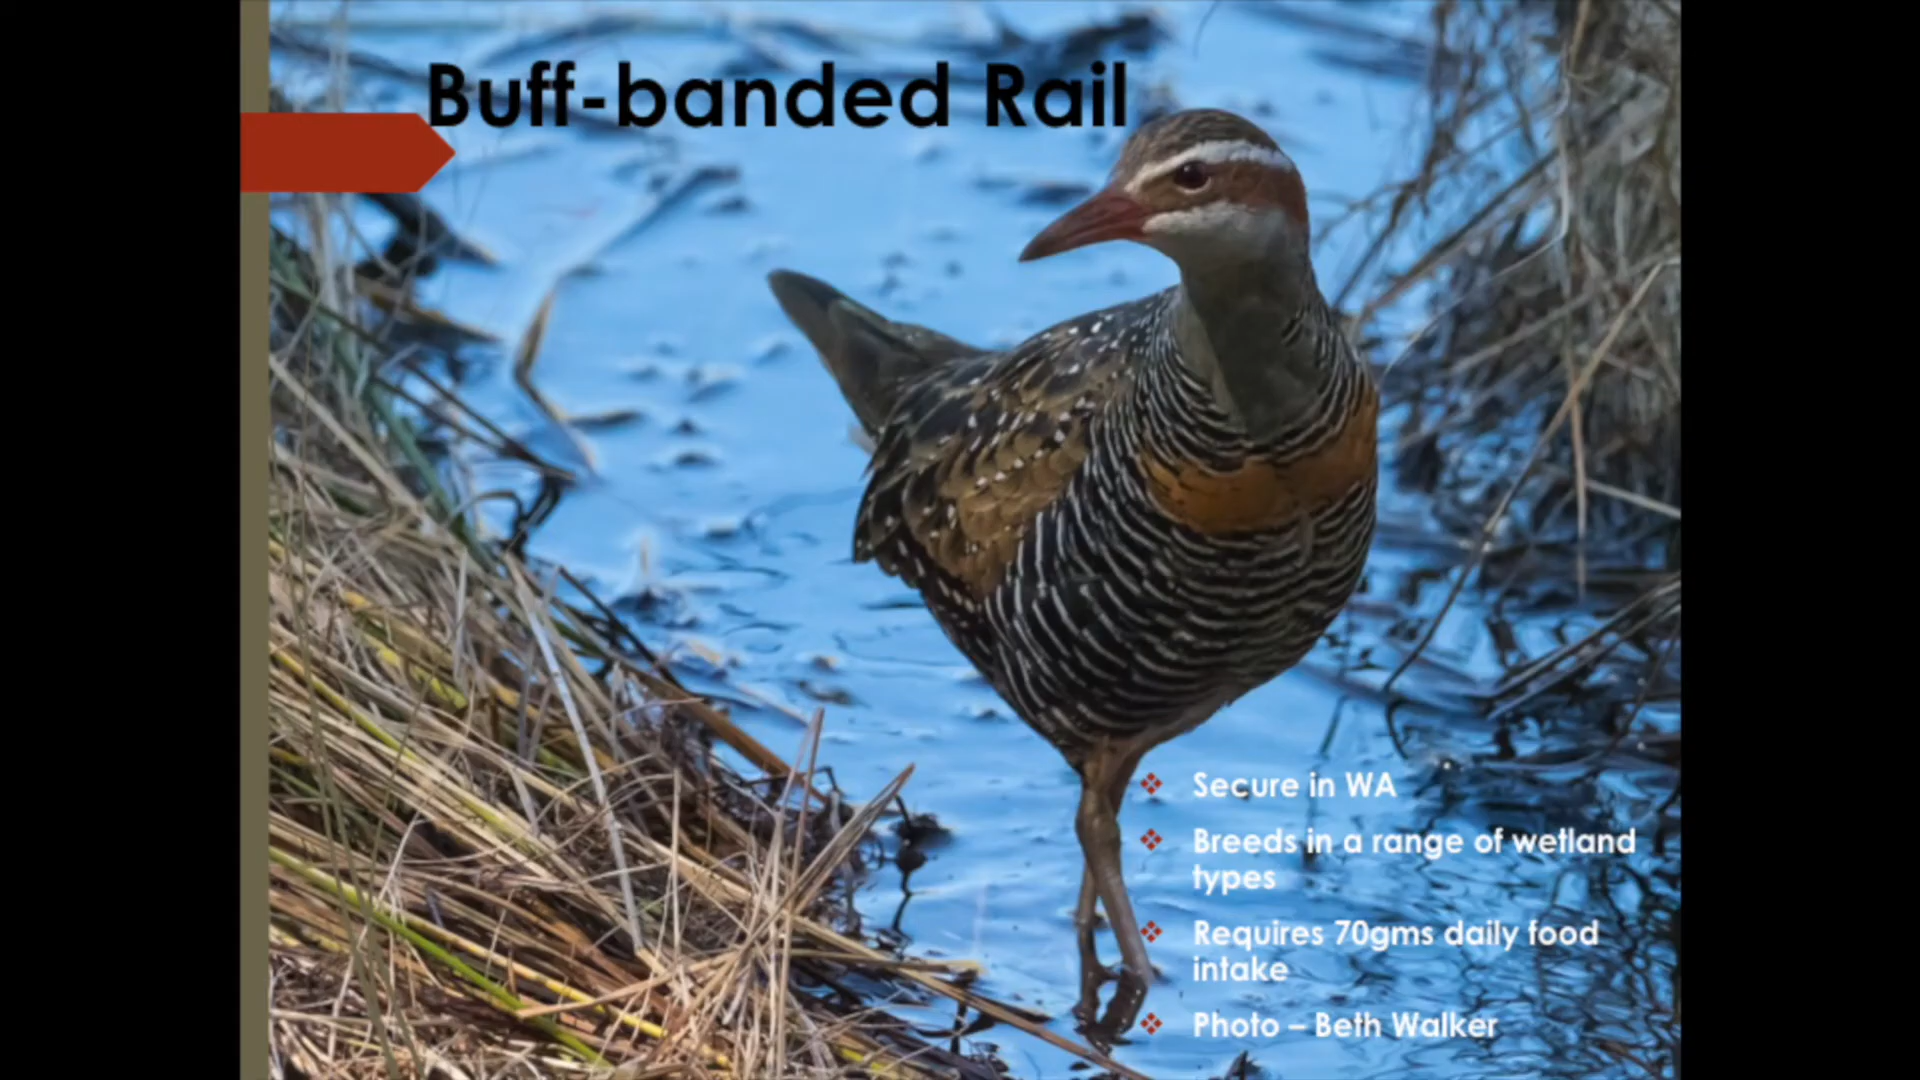 Buff-banded Rail
Secure in WA
Breeds in a range of wetland
types
Requires 70gms daily food
intake
Photo – Beth Walker